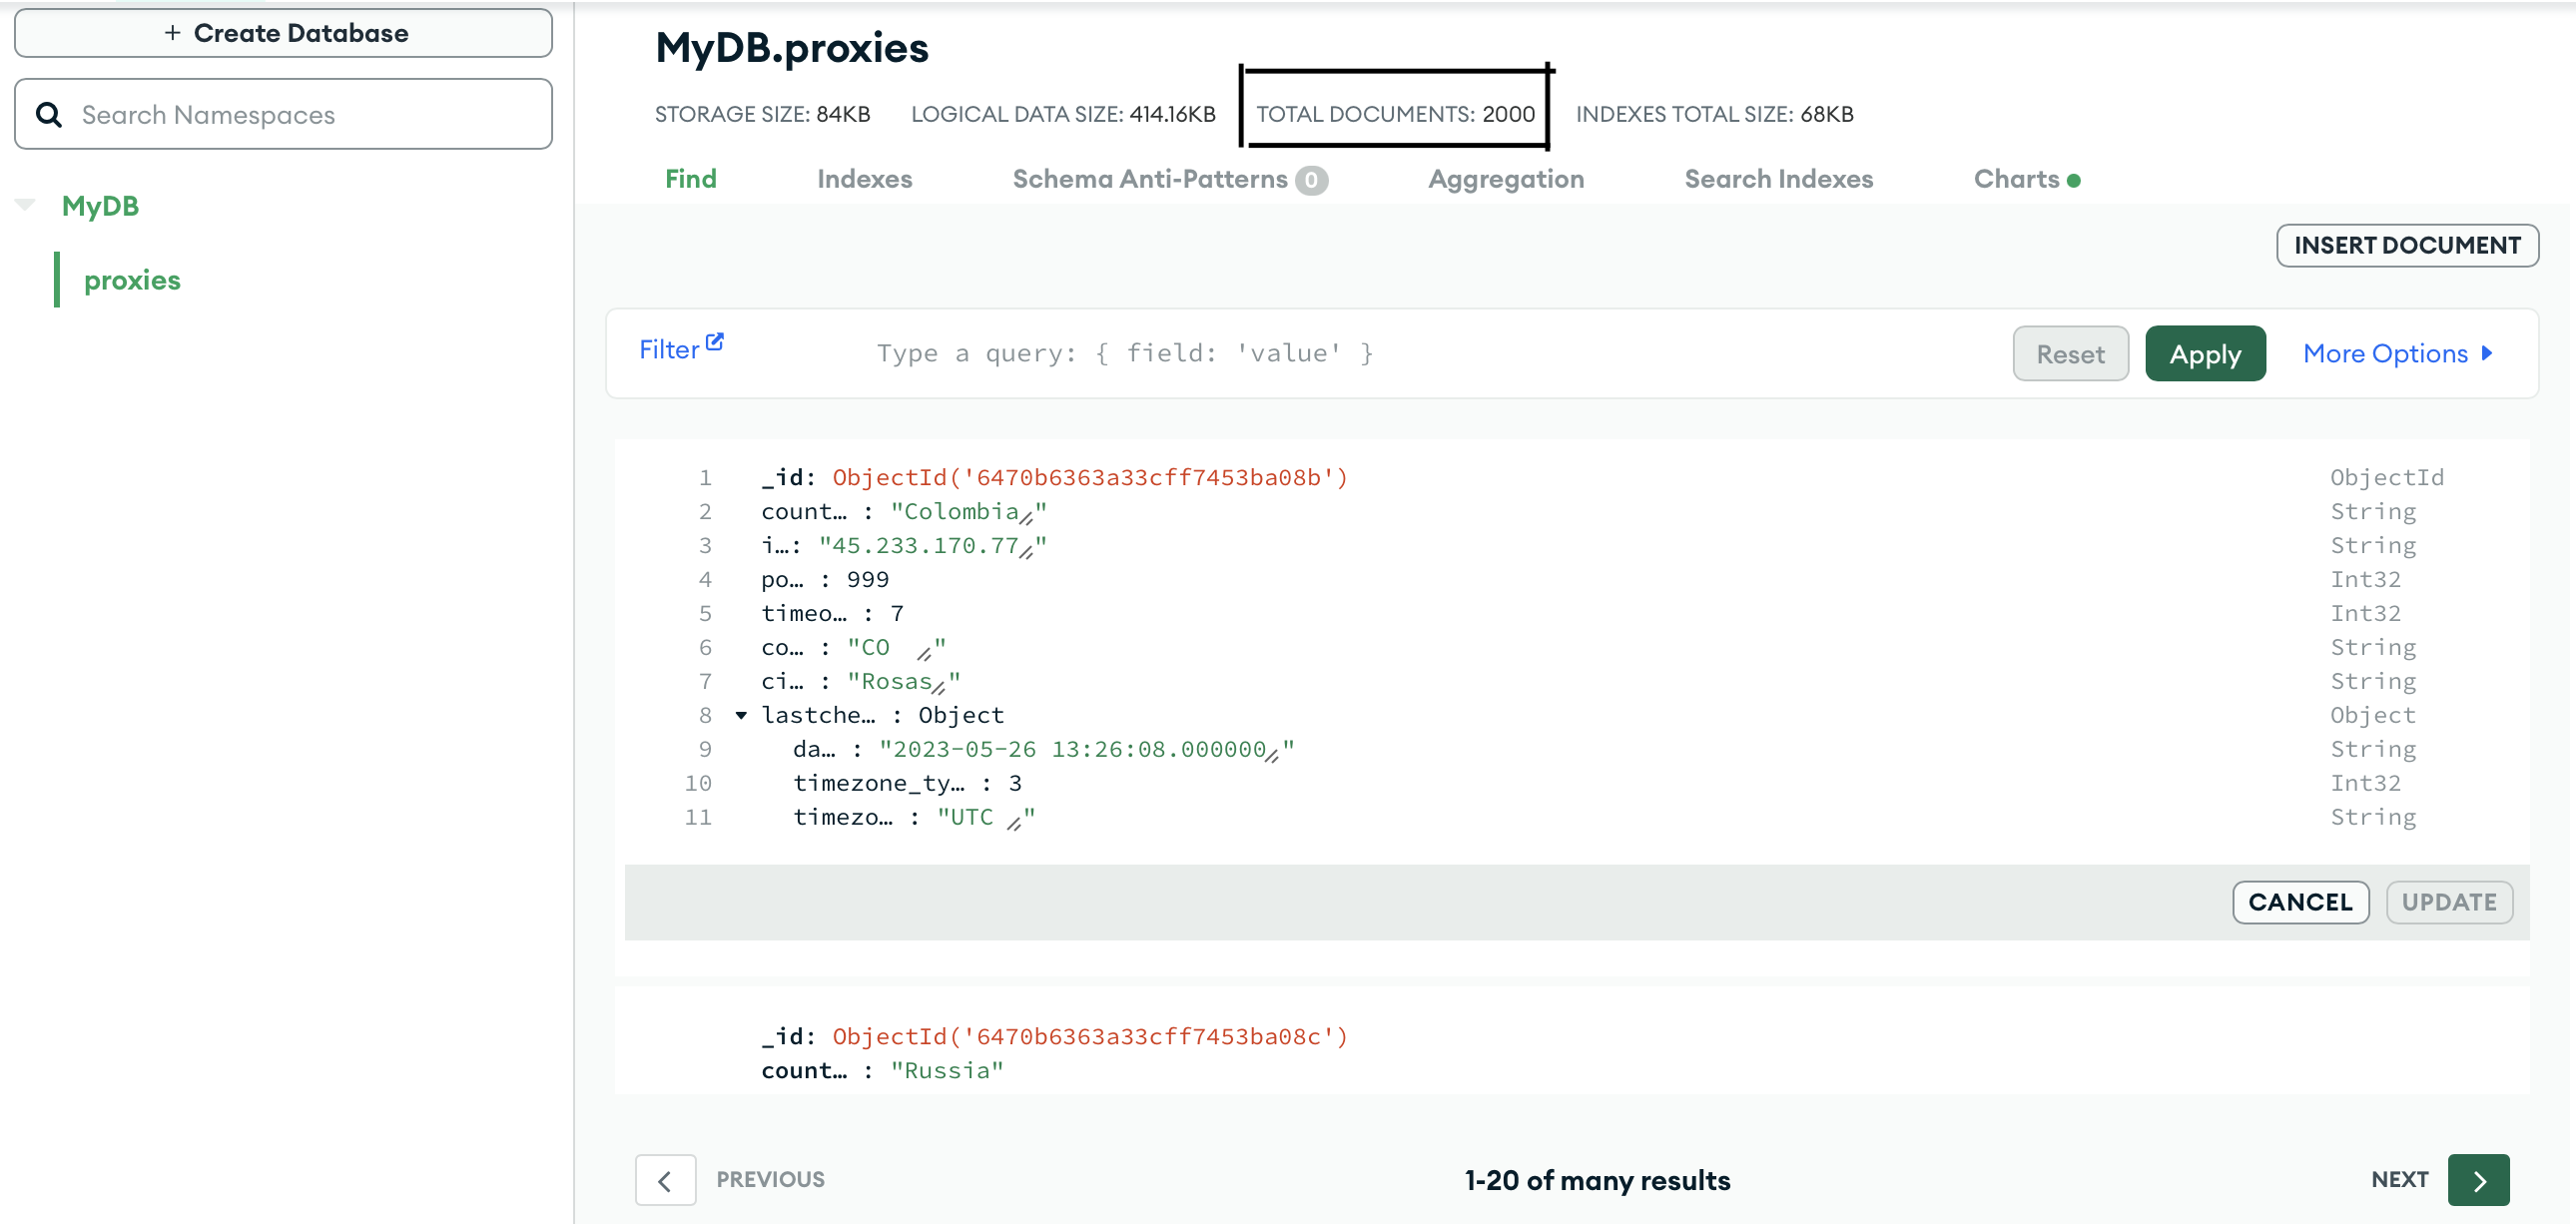 + Create Database
Search Namespaces
MyDB
proxies
MyDB.proxies
STORAGE SIZE: 84KB LOGICAL DATA SIZE: 414.16KB TOTAL DOCUMENTS: 2000 INDEXES TOTAL SIZE: 68KB
Find Indexes Schema Anti-Patterns 0 Aggregation Search Indexes Charts
INSERT DOCUMENT
Filter Type a query: { field: 'value' } Reset Apply More Options
1 _id: ObjectId('6470b6363a33cff7453ba08b') ObjectId
2 count… : "Colombia" String
3 i…: "45.233.170.77" String
4 po… : 999 Int32
5 timeo… : 7 Int32
6 co… : "CO " String
7 ci… : "Rosas" String
8 lastche… : Object Object
9 da… : "2023-05-26 13:26:08.000000" String
10 timezone_ty… : 3 Int32
11 timezo… : "UTC " String
CANCEL UPDATE
_id: ObjectId('6470b6363a33cff7453ba08c')
count… : "Russia"
PREVIOUS 1-20 of many results NEXT